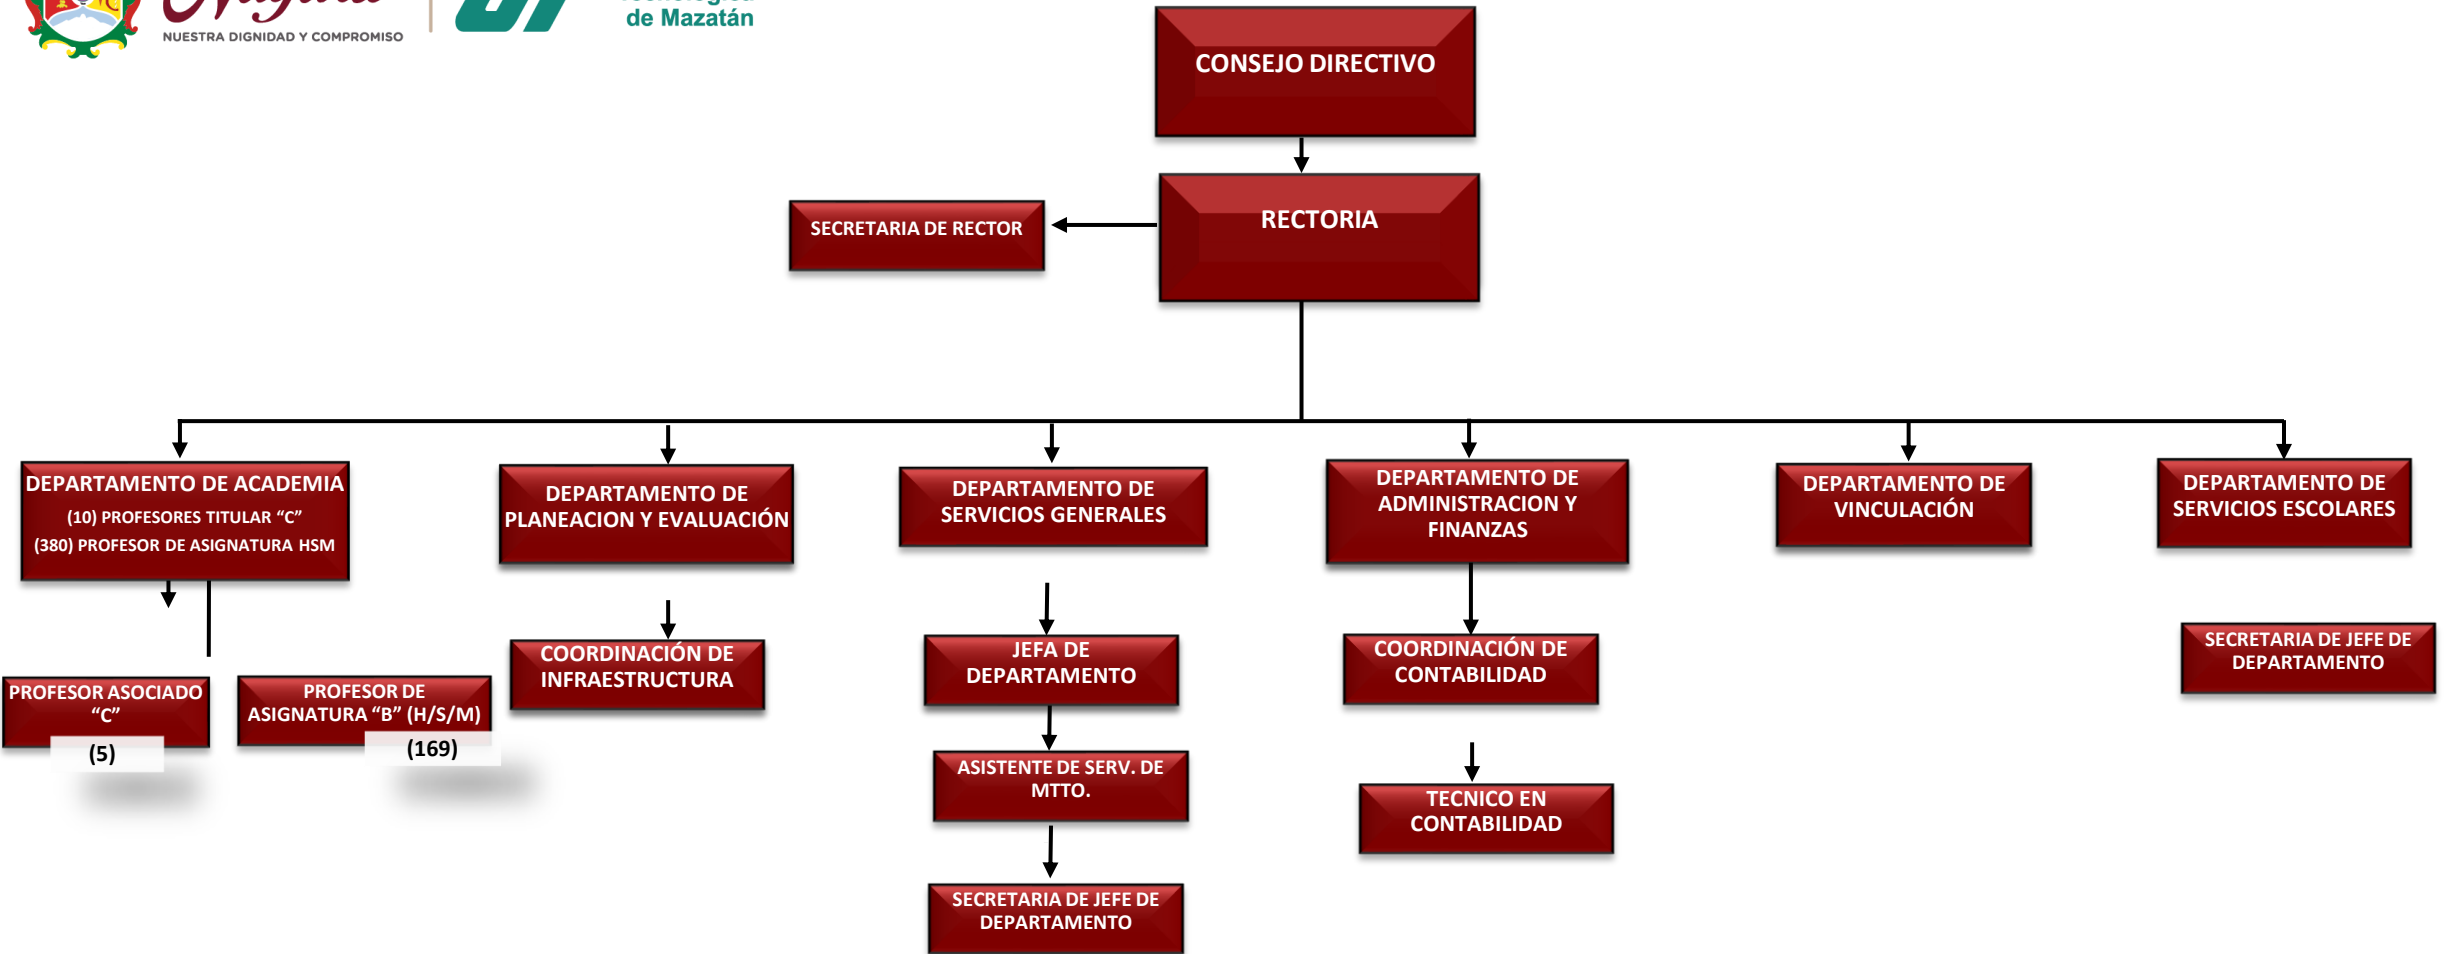 NUESTRA DIGNIDAD Y COMPROMISO
de Mazatán
CONSEJO DIRECTIVO
RECTORIA
SECRETARIA DE RECTOR
DEPARTAMENTO DE ACADEMIA
(10) PROFESORES TITULAR “C”
(380) PROFESOR DE ASIGNATURA HSM
DEPARTAMENTO DE
PLANEACION Y EVALUACIÓN
DEPARTAMENTO DE
SERVICIOS GENERALES
DEPARTAMENTO DE
ADMINISTRACION Y
FINANZAS
DEPARTAMENTO DE
VINCULACIÓN
DEPARTAMENTO DE
SERVICIOS ESCOLARES
PROFESOR ASOCIADO
“C”
(5)
PROFESOR DE
ASIGNATURA “B” (H/S/M)
(169)
COORDINACIÓN DE
INFRAESTRUCTURA
JEFA DE
DEPARTAMENTO
COORDINACIÓN DE
CONTABILIDAD
SECRETARIA DE JEFE DE
DEPARTAMENTO
ASISTENTE DE SERV. DE
MTTO.
TECNICO EN
CONTABILIDAD
SECRETARIA DE JEFE DE
DEPARTAMENTO